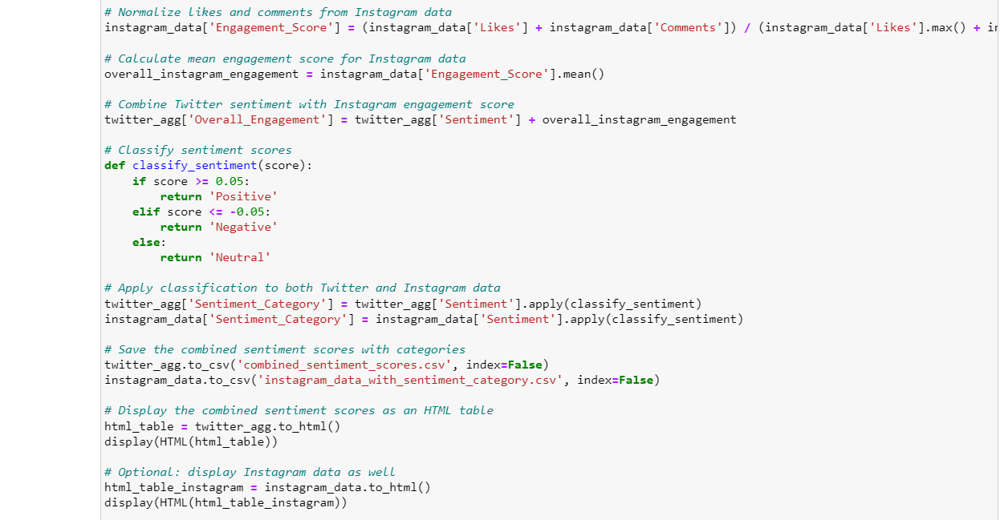 # Normalize likes and comments from Instagram data
instagram_data['Engagement_Score'] = (instagram_data['Likes'] + instagram_data['Comments']) / (instagram_data['Likes'].max() +
# Calculate mean engagement score for Instagram data
overall_instagram_engagement = instagram_data['Engagement_Score'].mean()
# Combine Twitter sentiment with Instagram engagement score
twitter_agg['Overall_Engagement'] = twitter_agg['Sentiment'] + overall_instagram_engagement
# Classify sentiment scores
def classify_sentiment(score):
    if score >= 0.05:
        return 'Positive'
    elif score <= -0.05:
        return 'Negative'
    else:
        return 'Neutral'
# Apply classification to both Twitter and Instagram data
twitter_agg['Sentiment_Category'] = twitter_agg['Sentiment'].apply(classify_sentiment)
instagram_data['Sentiment_Category'] = instagram_data['Sentiment'].apply(classify_sentiment)
# Save the combined sentiment scores with categories
twitter_agg.to_csv('combined_sentiment_scores.csv', index=False)
instagram_data.to_csv('instagram_data_with_sentiment_category.csv', index=False)
# Display the combined sentiment scores as an HTML table
html_table = twitter_agg.to_html()
display(HTML(html_table))
# Optional: display Instagram data as well
html_table_instagram = instagram_data.to_html()
display(HTML(html_table_instagram))